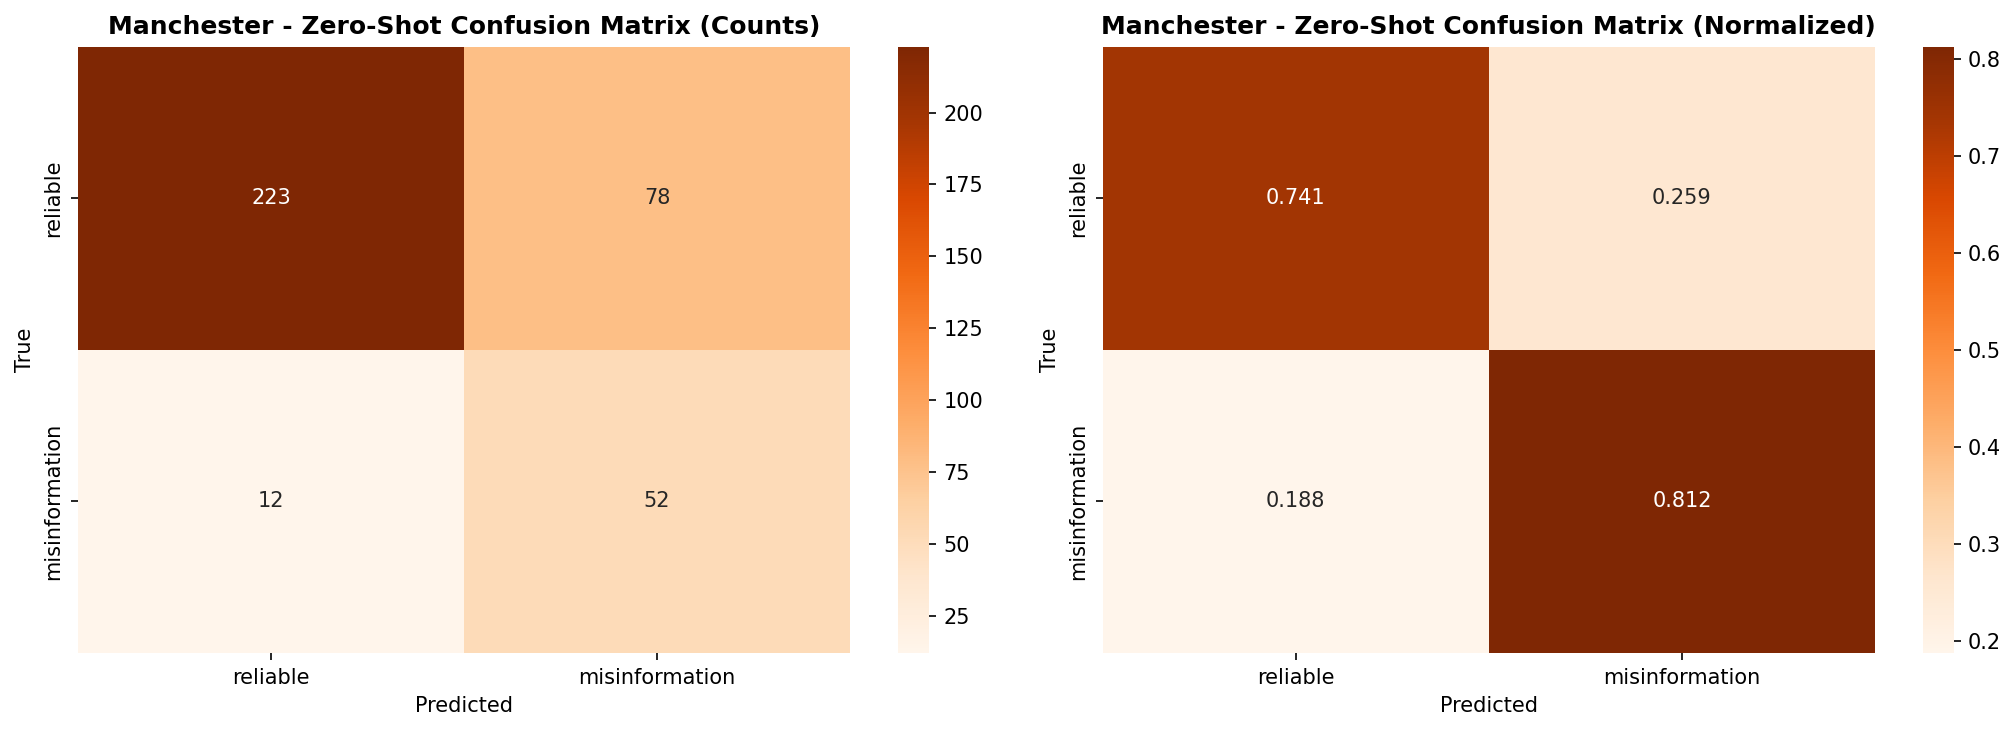 Manchester - Zero-Shot Confusion Matrix (Counts)
reliable
misinformation
True
223
78
12
52
reliable
misinformation
Predicted
200
175
150
125
100
75
50
25
Manchester - Zero-Shot Confusion Matrix (Normalized)
reliable
misinformation
True
0.741
0.259
0.188
0.812
reliable
misinformation
Predicted
0.8
0.7
0.6
0.5
0.4
0.3
0.2